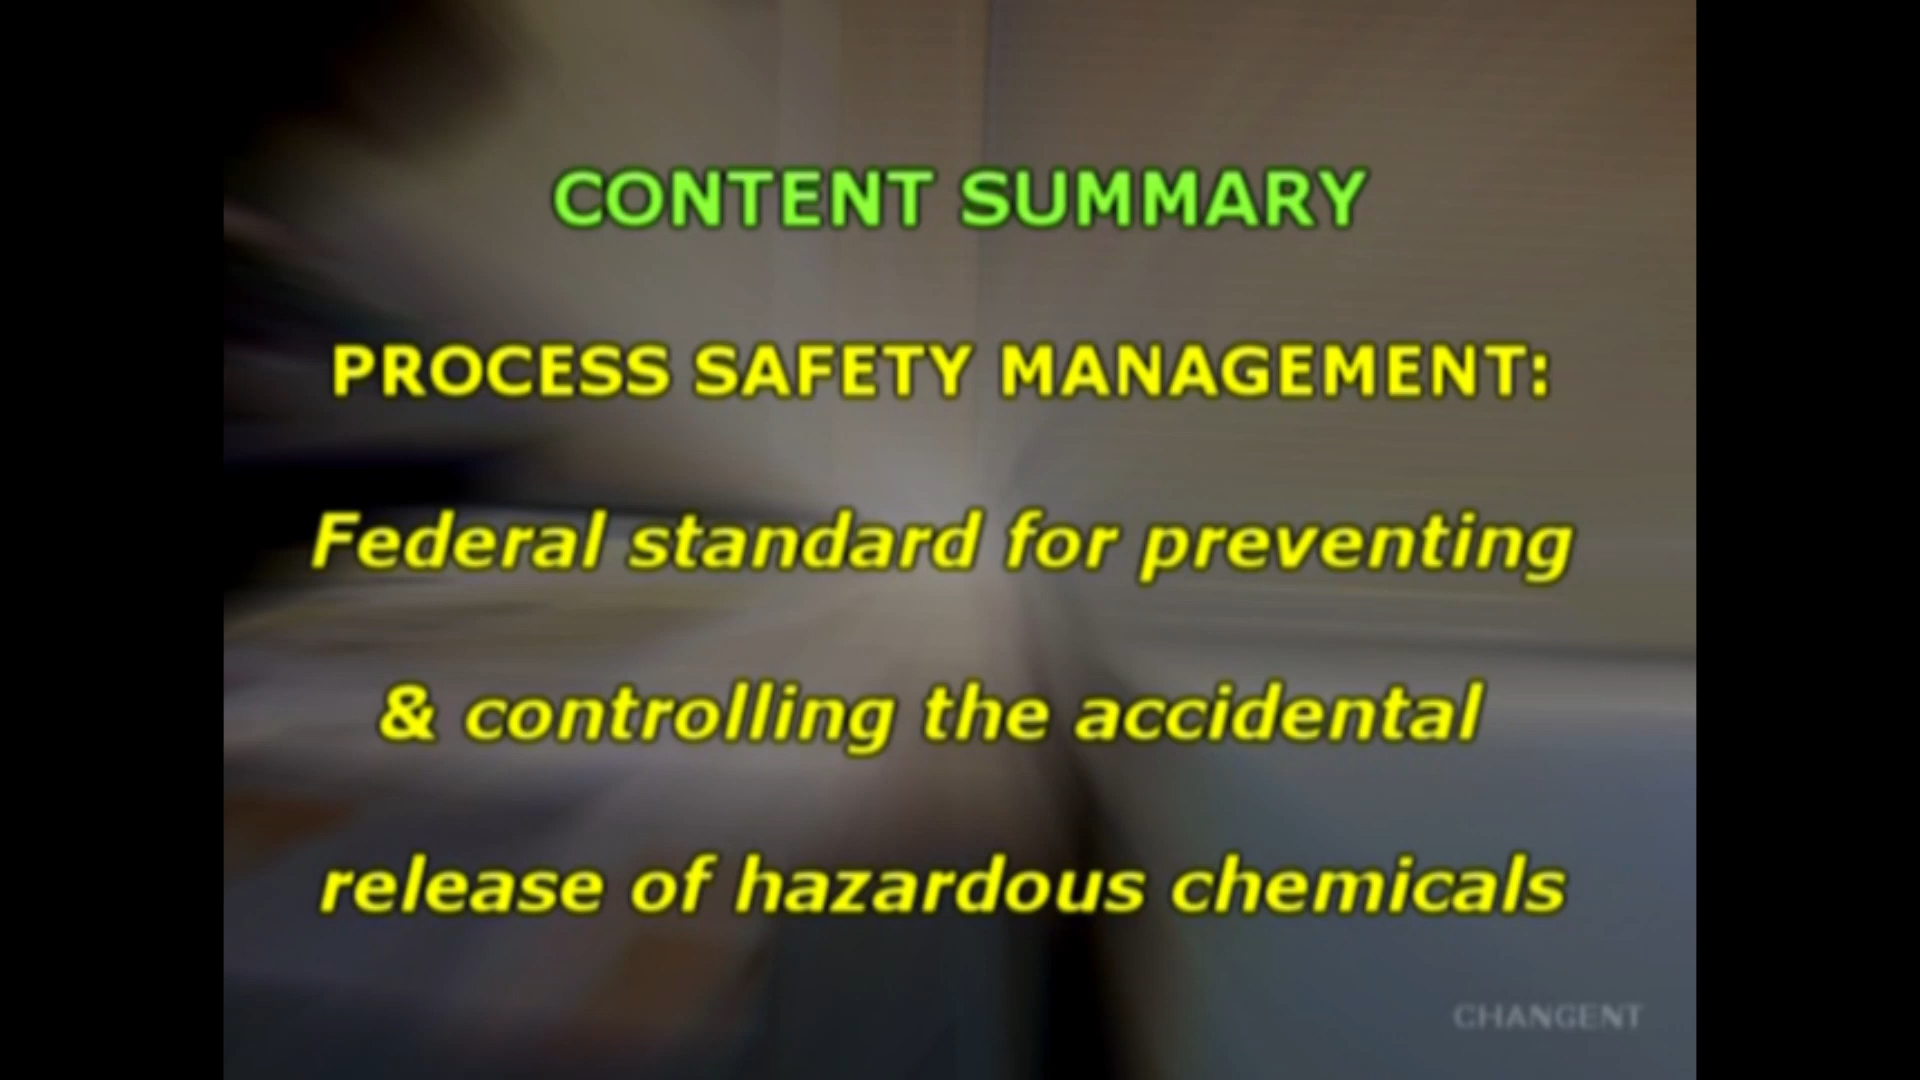 CONTENT SUMMARY
PROCESS SAFETY MANAGEMENT:
Federal standard for preventing
& controlling the accidental
release of hazardous chemicals
CHANGENT